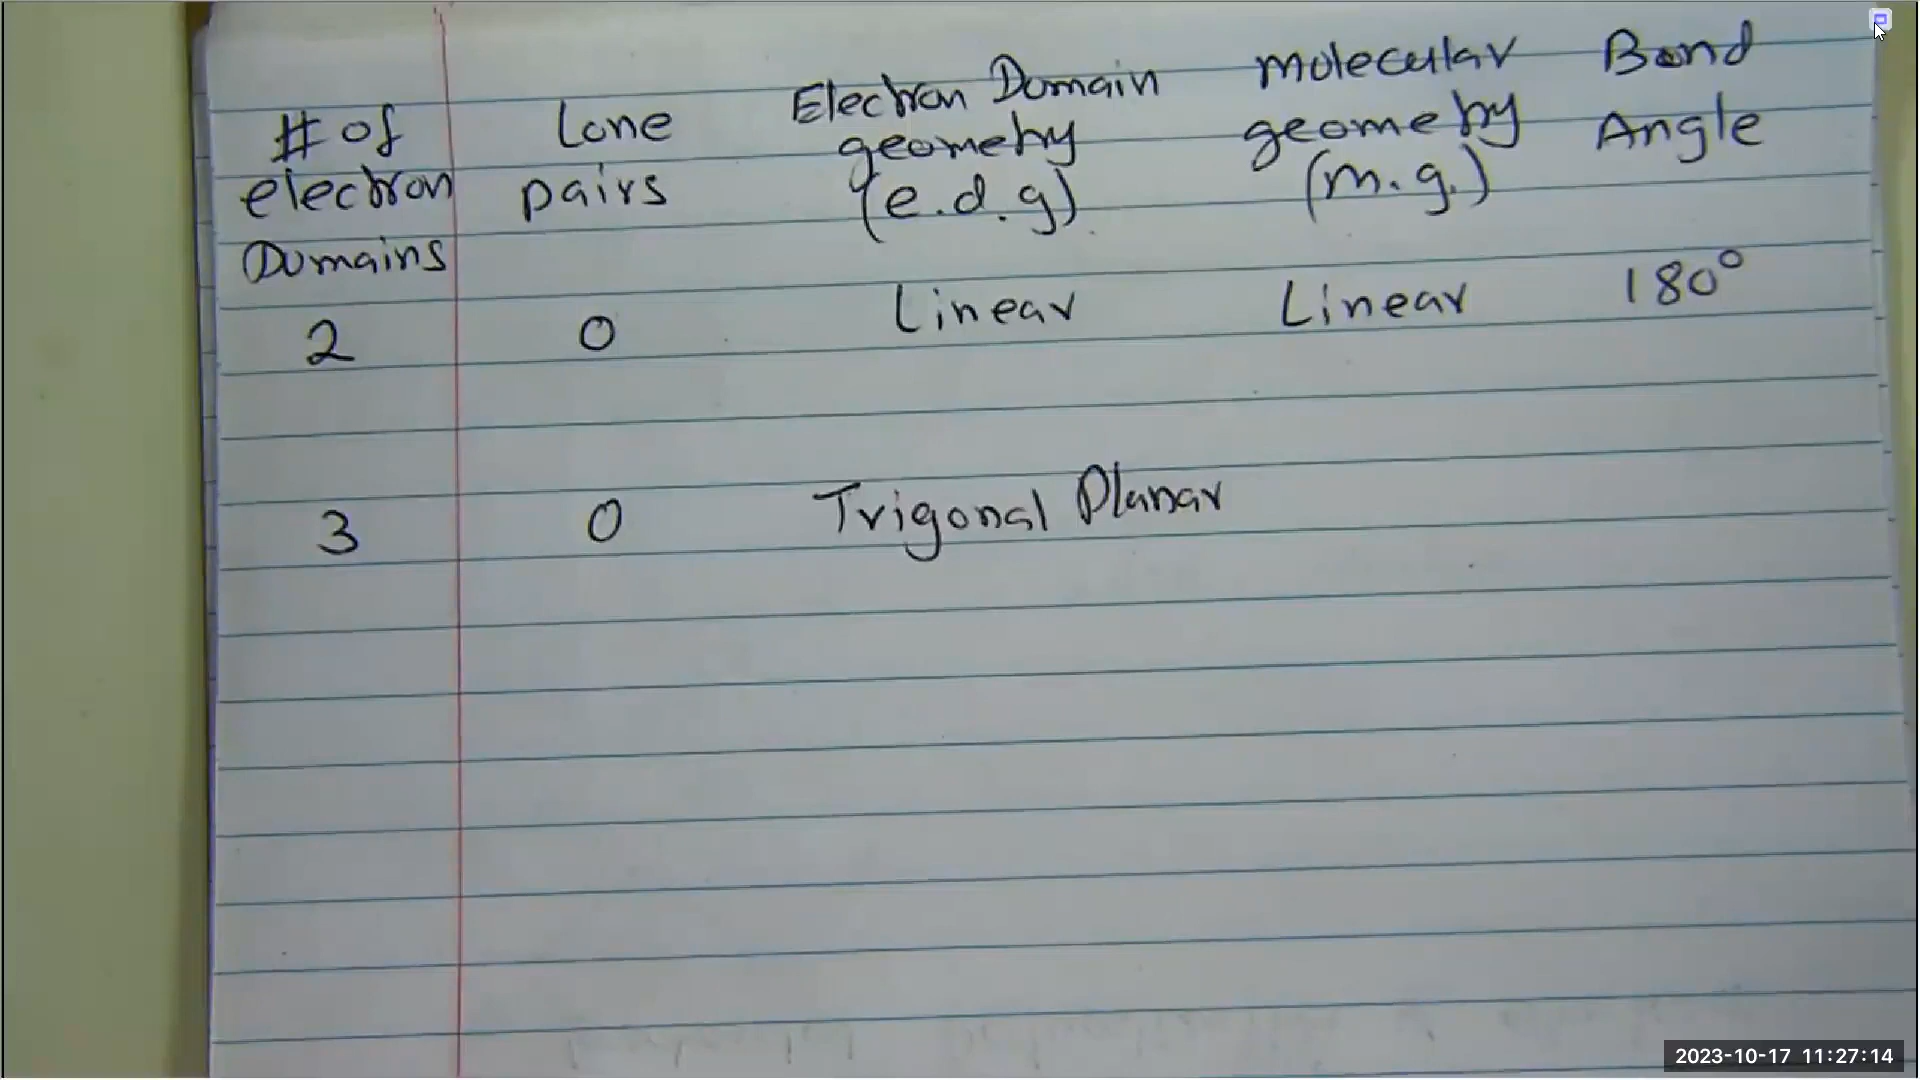 # of electron Domains
Lone pairs
Electron Domain geometry (e.d.g)
molecular geometry (m.g.)
Bond Angle
2 0 Linear Linear 180°
3 0 Trigonal Planar
2023-10-17 11:27:14